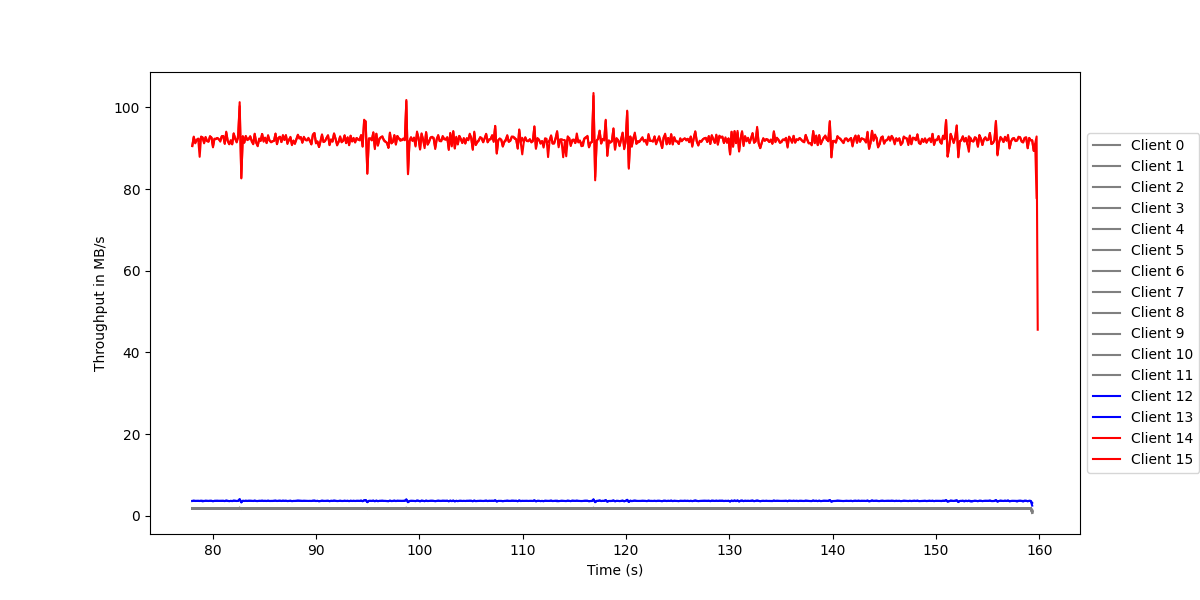 Throughput in MB/s
100
80
60
40
20
0
80 90 100 110 120 130 140 150 160
Time (s)
Client 0
Client 1
Client 2
Client 3
Client 4
Client 5
Client 6
Client 7
Client 8
Client 9
Client 10
Client 11
Client 12
Client 13
Client 14
Client 15